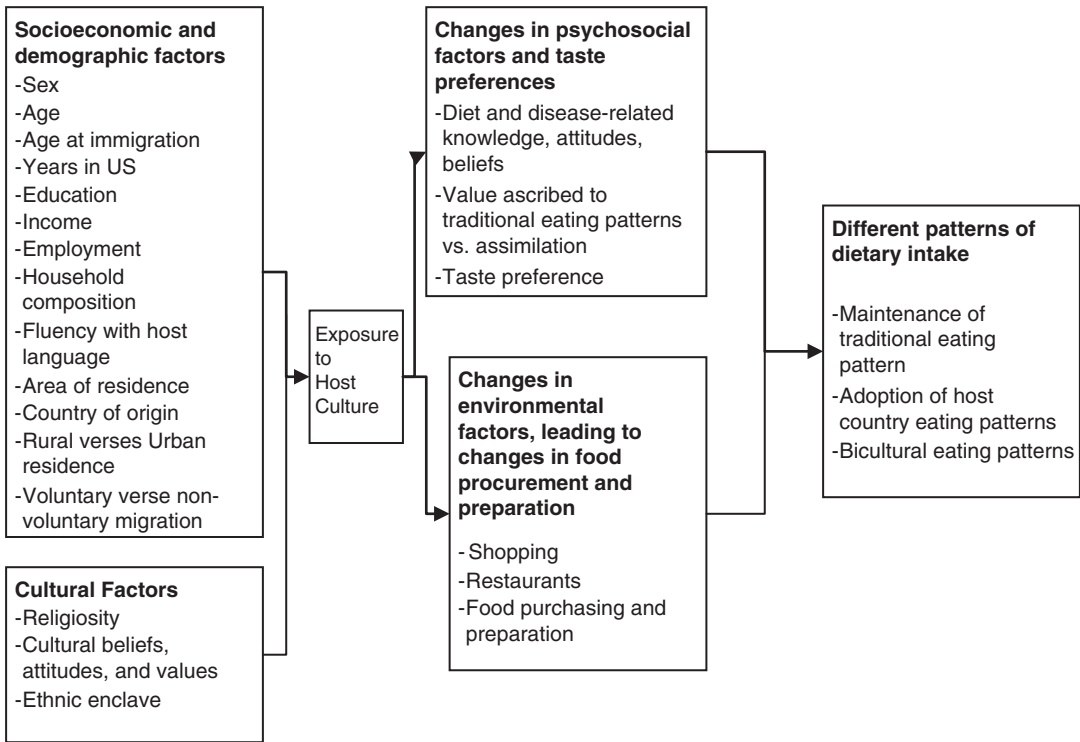 Socioeconomic and
demographic factors
-Sex
-Age
-Age at immigration
-Years in US
-Education
-Income
-Employment
-Household
composition
-Fluency with host
language
-Area of residence
-Country of origin
-Rural verses Urban
residence
-Voluntary verse non-
voluntary migration
Cultural Factors
-Religiosity
-Cultural beliefs,
attitudes, and values
-Ethnic enclave
Exposure
to
Host
Culture
Changes in psychosocial
factors and taste
preferences
-Diet and disease-related
knowledge, attitudes,
beliefs
-Value ascribed to
traditional eating patterns
vs. assimilation
-Taste preference
Changes in
environmental
factors, leading to
changes in food
procurement and
preparation
- Shopping
-Restaurants
-Food purchasing and
preparation
Different patterns of
dietary intake
-Maintenance of
traditional eating
pattern
-Adoption of host
country eating patterns
-Bicultural eating patterns